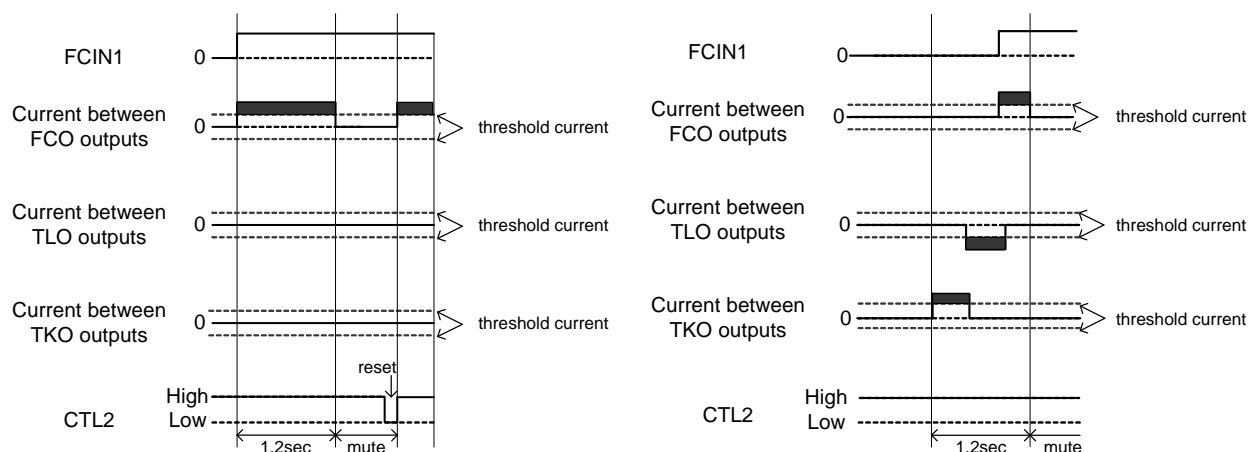 FCIN1
0
Current between
FCO outputs
0
threshold current
Current between
TLO outputs
0
threshold current
Current between
TKO outputs
0
threshold current
reset
CTL2
High
Low
1.2sec
mute
FCIN1
0
Current between
FCO outputs
0
threshold current
Current between
TLO outputs
0
threshold current
Current between
TKO outputs
0
threshold current
CTL2
High
Low
1.2sec
mute